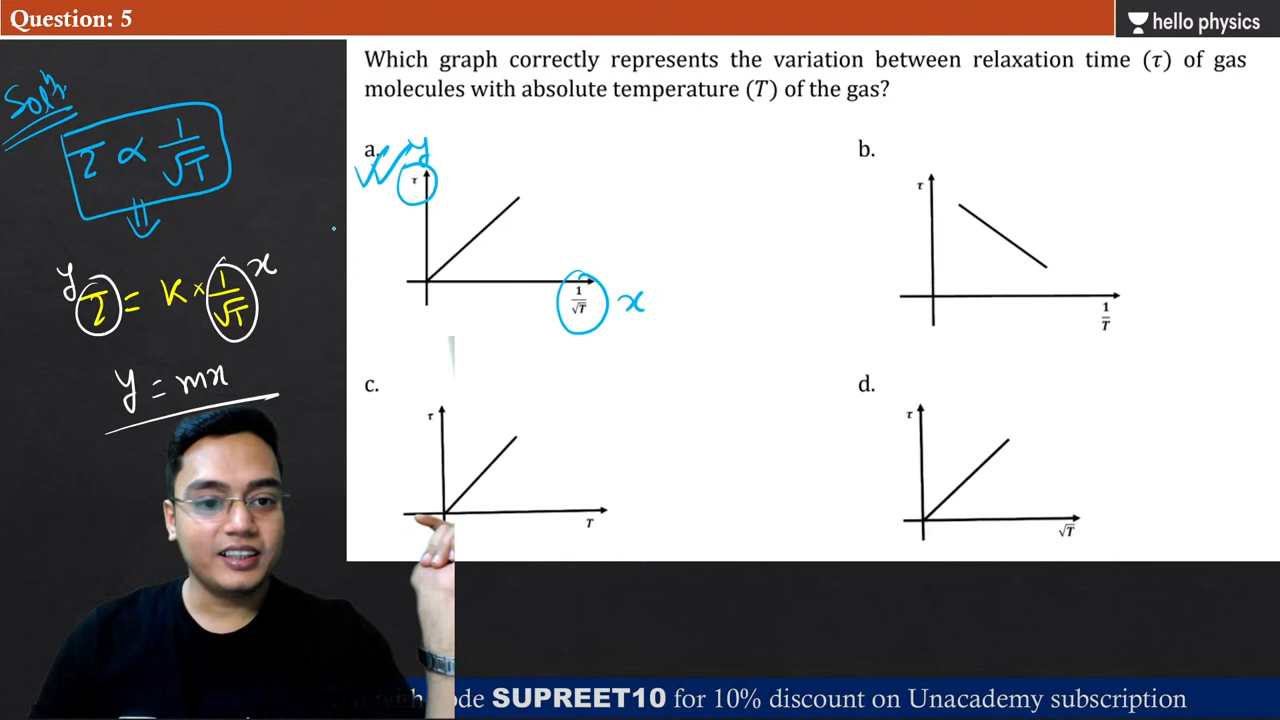 Question: 5
hello physics
Which graph correctly represents the variation between relaxation time (τ) of gas
molecules with absolute temperature (T) of the gas?
Solⁿ
τ ∝ 1/√T
⇓
y τ = K × 1/√T x
y = mx
a.
y
τ
1/√T x
b.
τ
1/T
c.
τ
T
d.
τ
√T
ode SUPREET10 for 10% discount on Unacademy subscription